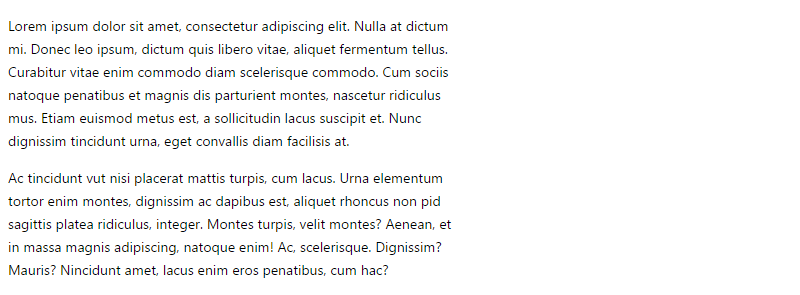 Lorem ipsum dolor sit amet, consectetur adipiscing elit. Nulla at dictum
mi. Donec leo ipsum, dictum quis libero vitae, aliquet fermentum tellus.
Curabitur vitae enim commodo diam scelerisque commodo. Cum sociis
natoque penatibus et magnis dis parturient montes, nascetur ridiculus
mus. Etiam euismod metus est, a sollicitudin lacus suscipit et. Nunc
dignissim tincidunt urna, eget convallis diam facilisis at.
Ac tincidunt vut nisi placerat mattis turpis, cum lacus. Urna elementum
tortor enim montes, dignissim ac dapibus est, aliquet rhoncus non pid
sagittis platea ridiculus, integer. Montes turpis, velit montes? Aenean, et
in massa magnis adipiscing, natoque enim! Ac, scelerisque. Dignissim?
Mauris? Nincidunt amet, lacus enim eros penatibus, cum hac?